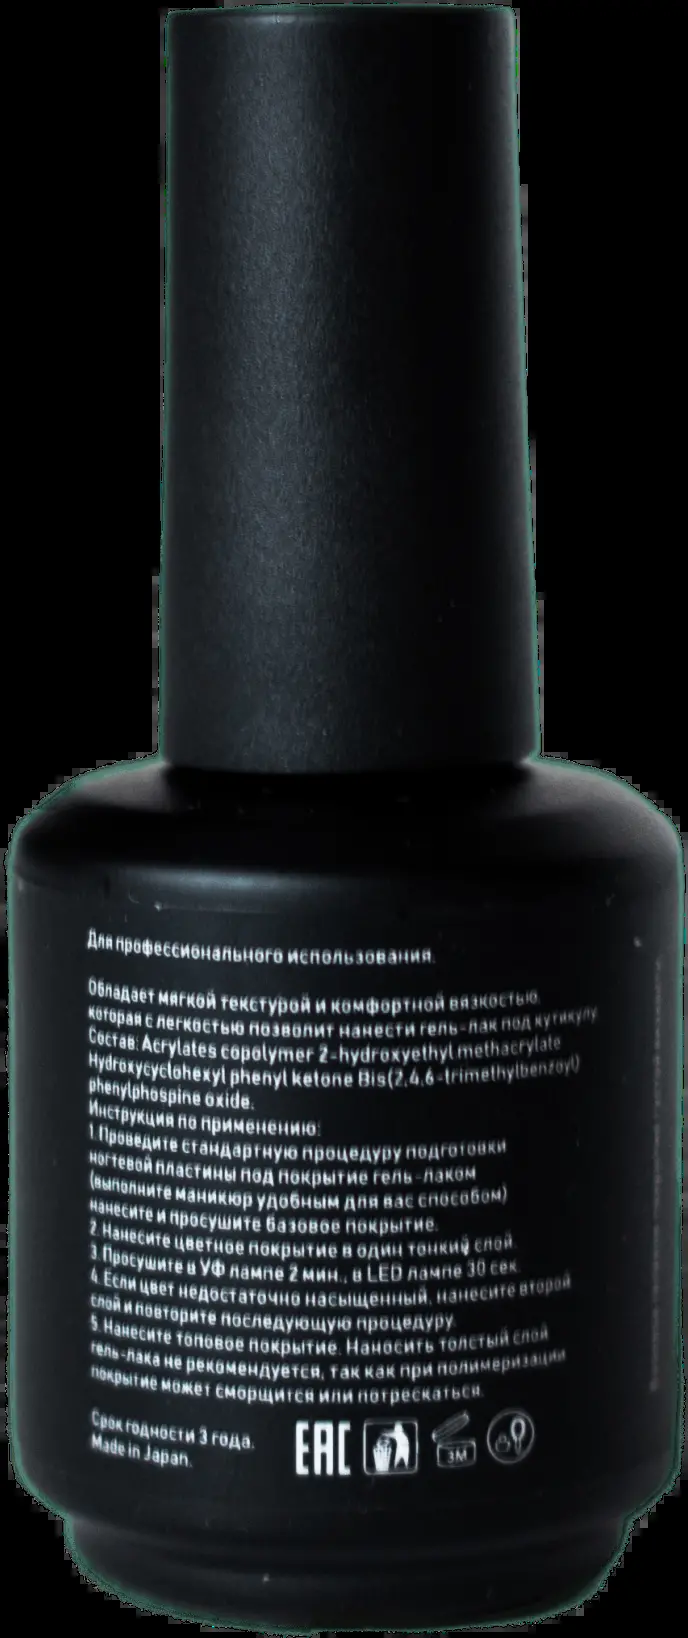 Для профессионального использования.
Обладает мягкой текстурой и комфортной вязкостью,
которая с легкостью позволит нанести гель-лак под кутикулу
Состав: Acrylates copolymer 2-hydroxyethyl methacrylate
Hydroxycyclohexyl phenyl ketone Bis(2,4,6-trimethylbenzoyl)
phenylphospine oxide.
Инструкция по применению:
1. Проведите стандартную процедуру подготовки
ногтевой пластины под покрытие гель-лаком
(выполните маникюр удобным для вас способом)
нанесите и просушите базовое покрытие.
2. Нанесите цветное покрытие в один тонкий слой.
3. Просушите в УФ лампе 2 мин., в LED лампе 30 сек.
4. Если цвет недостаточно насыщенный, нанесите второй
слой и повторите последующую процедуру.
5. Нанесите топовое покрытие. Наносить толстый слой
гель-лака не рекомендуется, так как при полимеризации
покрытие может сморщится или потрескаться.
Срок годности 3 года.
Made in Japan.
EAC
3M